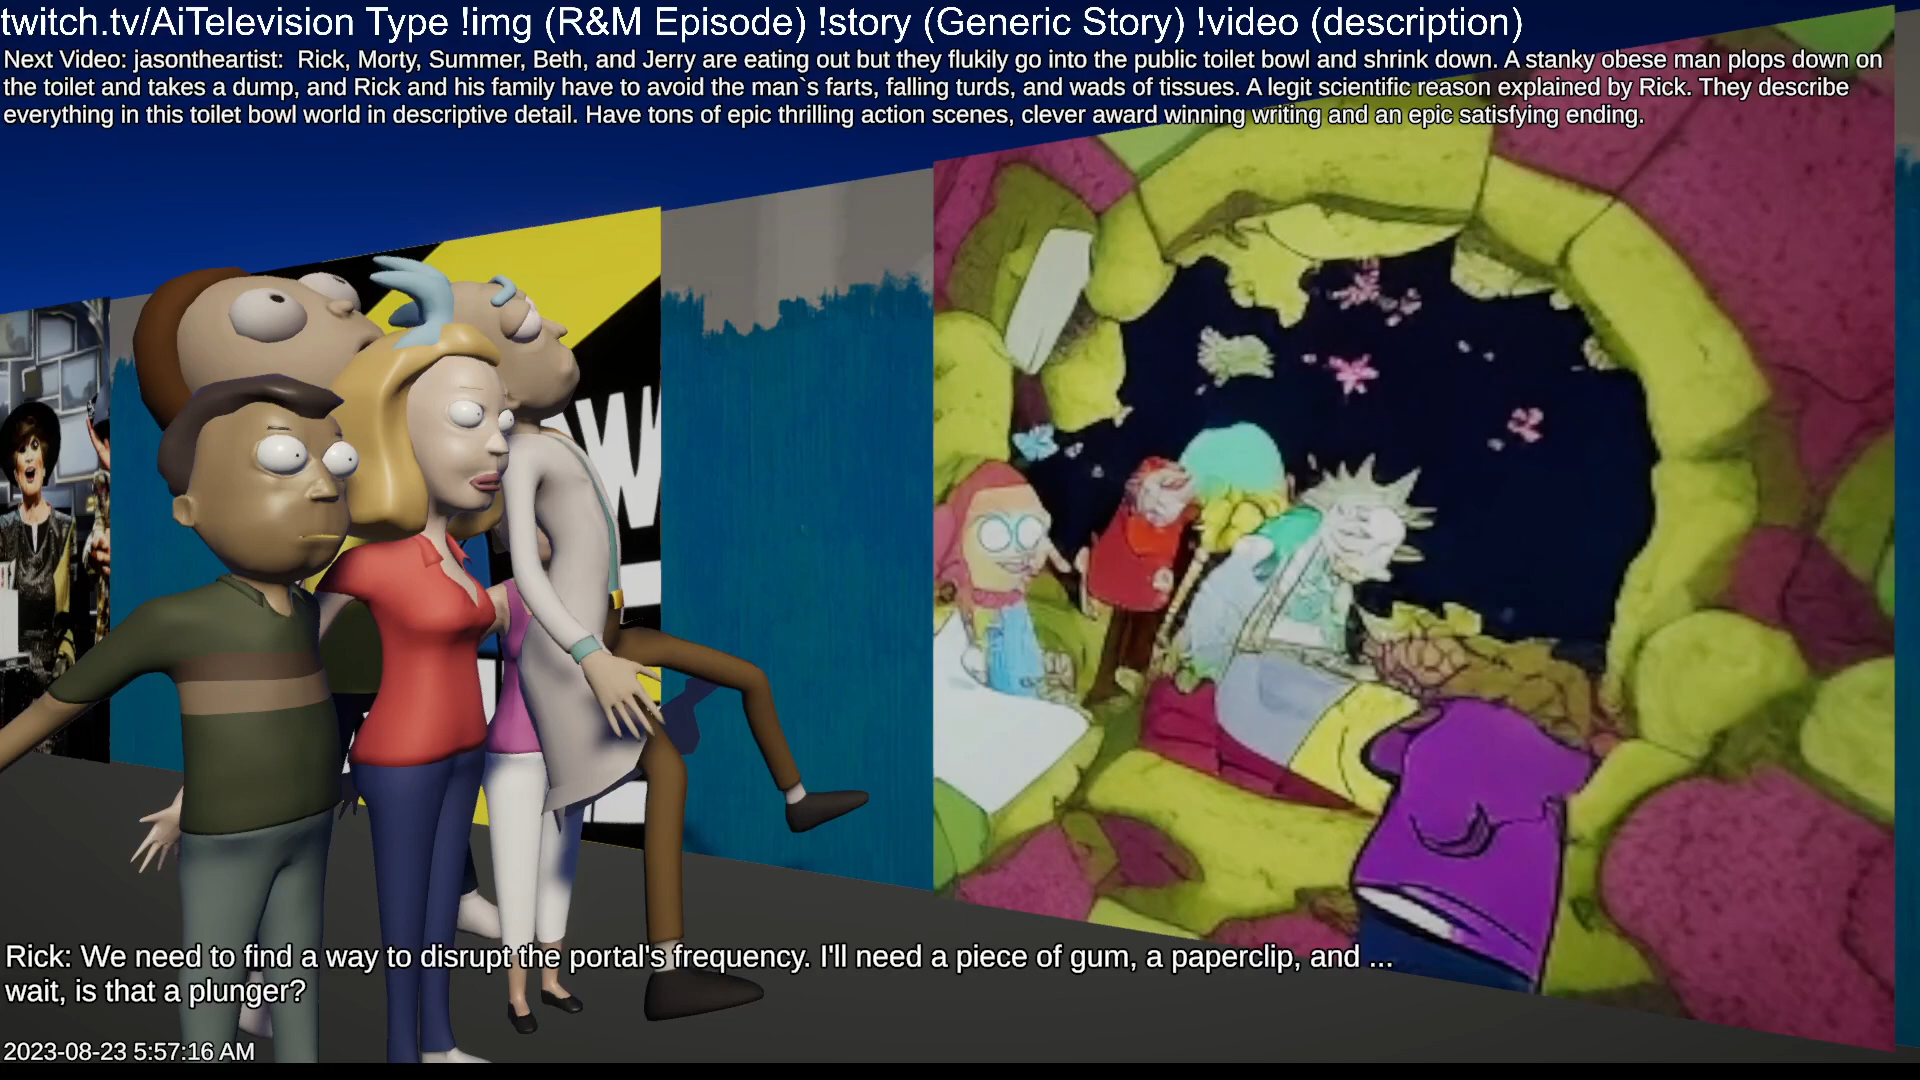 twitch.tv/AiTelevision Type !img (R&M Episode) !story (Generic Story) !video (description)
Next Video: jasontheartist:  Rick, Morty, Summer, Beth, and Jerry are eating out but they flukily go into the public toilet bowl and shrink down. A stanky obese man plops down on
the toilet and takes a dump, and Rick and his family have to avoid the man`s farts, falling turds, and wads of tissues. A legit scientific reason explained by Rick. They describe
everything in this toilet bowl world in descriptive detail. Have tons of epic thrilling action scenes, clever award winning writing and an epic satisfying ending.
Rick: We need to find a way to disrupt the portal's frequency. I'll need a piece of gum, a paperclip, and ...
wait, is that a plunger?
2023-08-23 5:57:16 AM